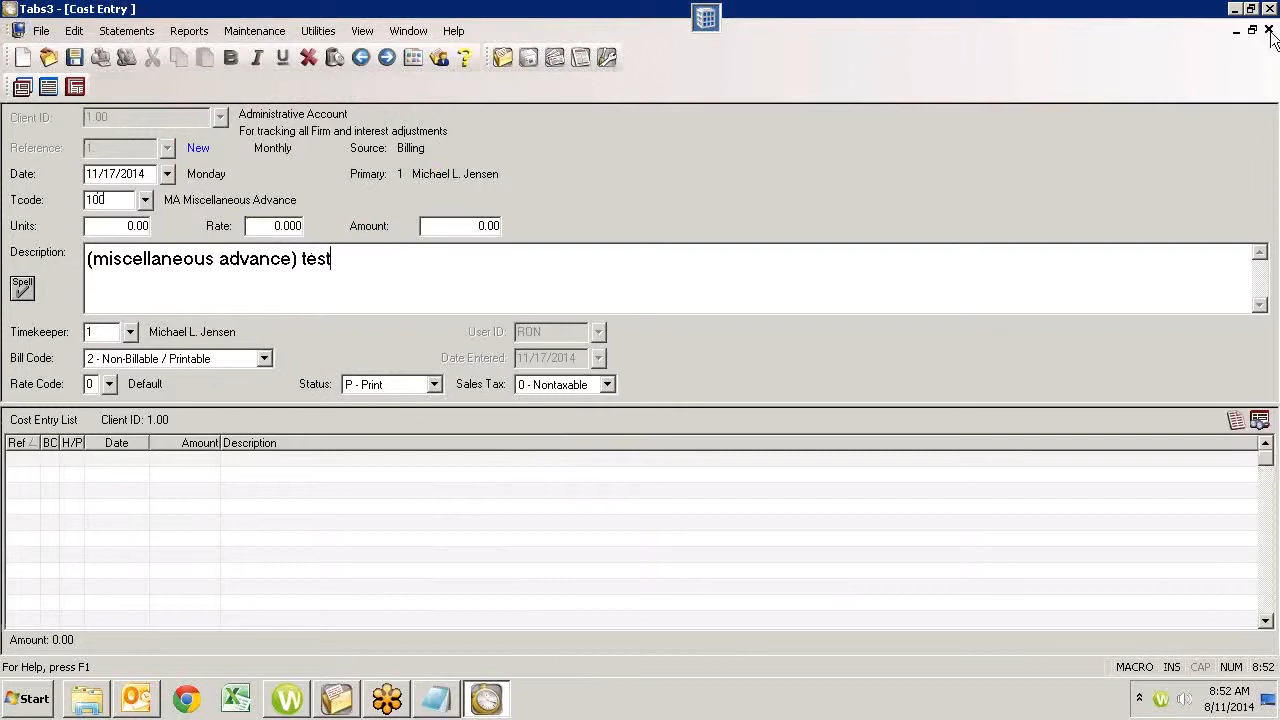 Tabs3 - [Cost Entry ]
File Edit Statements Reports Maintenance Utilities View Window Help
B I U
Client ID: 1.00 Administrative Account
For tracking all Firm and interest adjustments
Reference: 1. New Monthly Source: Billing
Date: 11/17/2014 Monday Primary: 1 Michael L. Jensen
Tcode: 100 MA Miscellaneous Advance
Units: 0.00 Rate: 0.000 Amount: 0.00
Description: (miscellaneous advance) test
Spell
Timekeeper: 1 Michael L. Jensen User ID: RON
Bill Code: 2 - Non-Billable / Printable Date Entered: 11/17/2014
Rate Code: 0 Default Status: P - Print Sales Tax: 0 - Nontaxable
Cost Entry List Client ID: 1.00
Ref BC H/P Date Amount Description
Amount: 0.00
For Help, press F1 MACRO INS CAP NUM 8:52
Start 8:52 AM
8/11/2014